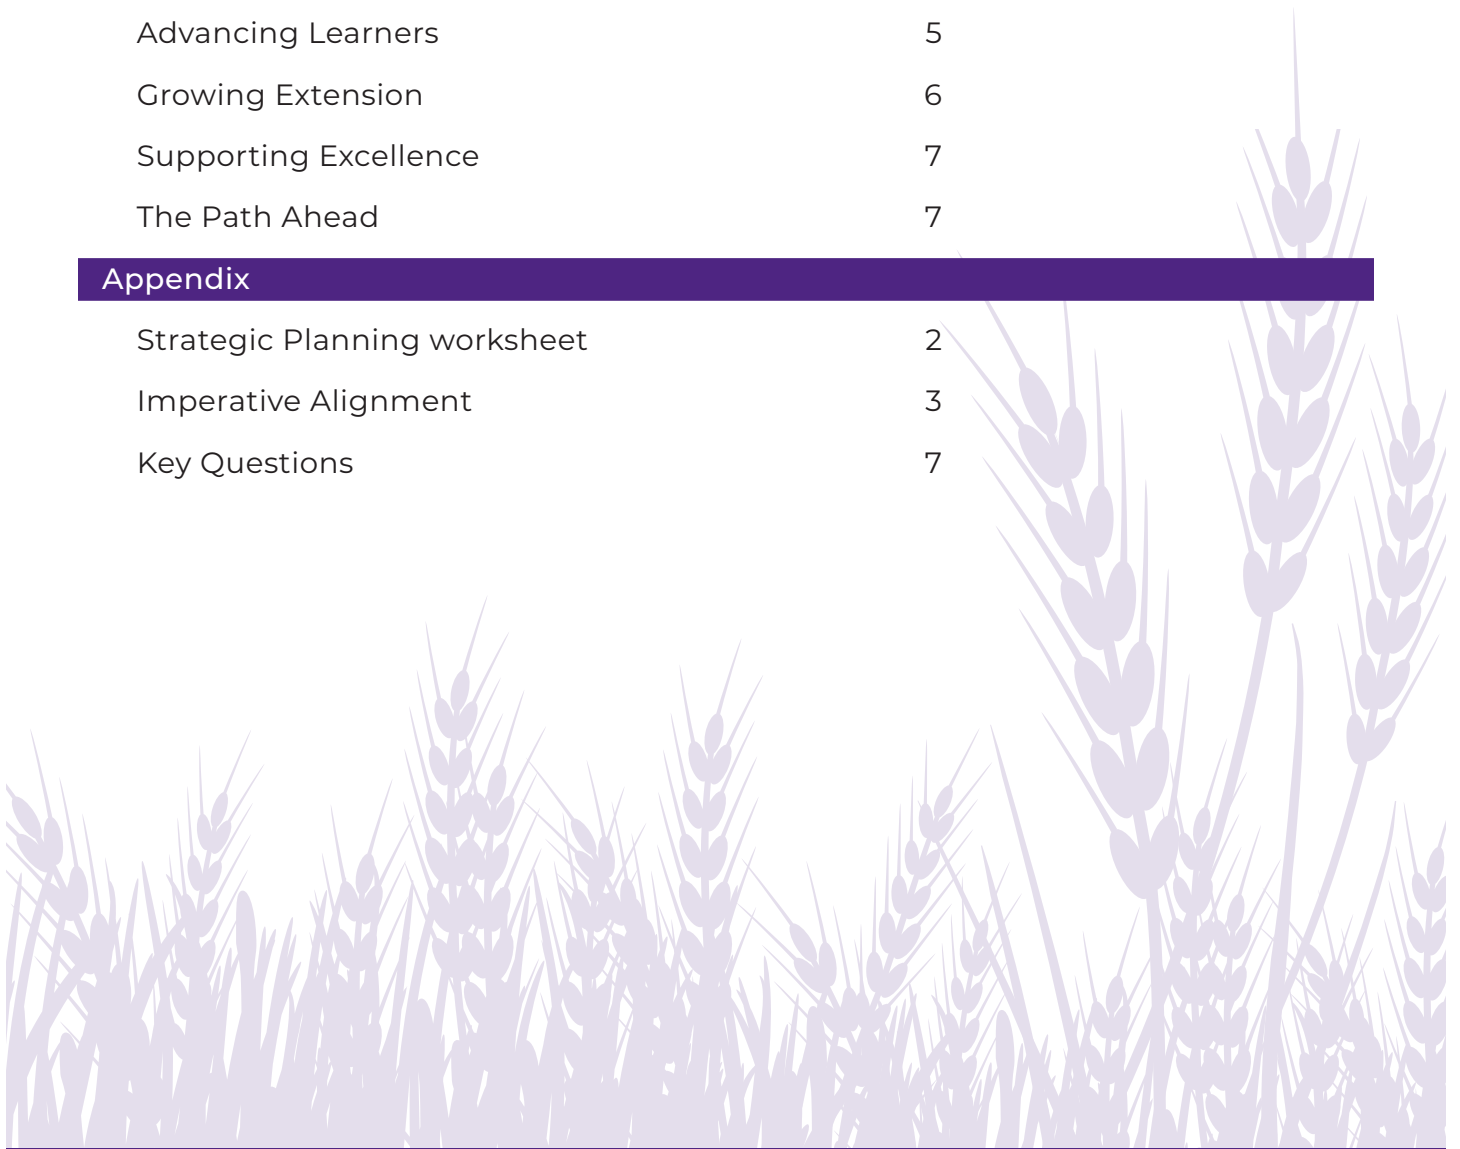 Advancing Learners 5
Growing Extension 6
Supporting Excellence 7
The Path Ahead 7
Appendix
Strategic Planning worksheet 2
Imperative Alignment 3
Key Questions 7